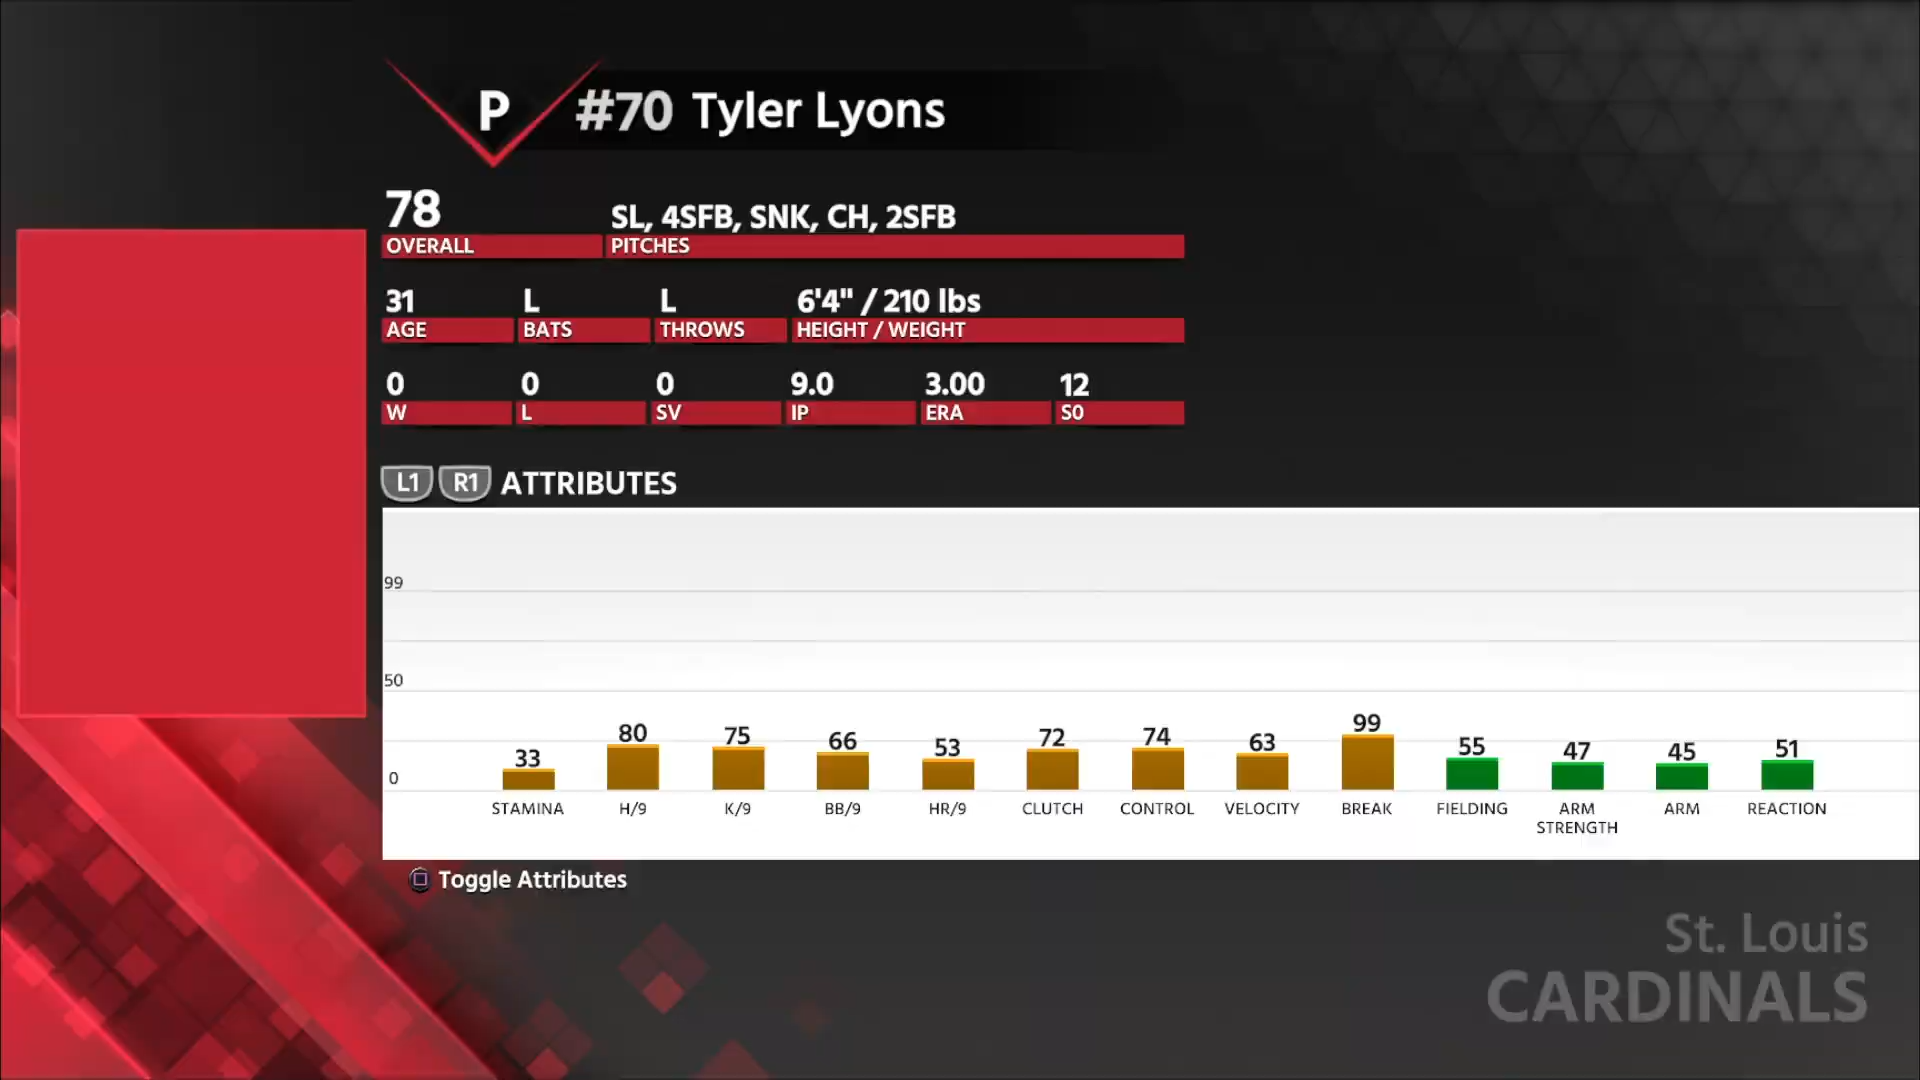 P #70 Tyler Lyons
78 SL, 4SFB, SNK, CH, 2SFB
OVERALL PITCHES
31 L L 6'4" / 210 lbs
AGE BATS THROWS HEIGHT / WEIGHT
0 0 0 9.0 3.00 12
W L SV IP ERA SO
L1 R1 ATTRIBUTES
99
50
0
33 80 75 66 53 72 74 63 99 55 47 45 51
STAMINA H/9 K/9 BB/9 HR/9 CLUTCH CONTROL VELOCITY BREAK FIELDING ARM STRENGTH ARM REACTION
Toggle Attributes
St. Louis
CARDINALS